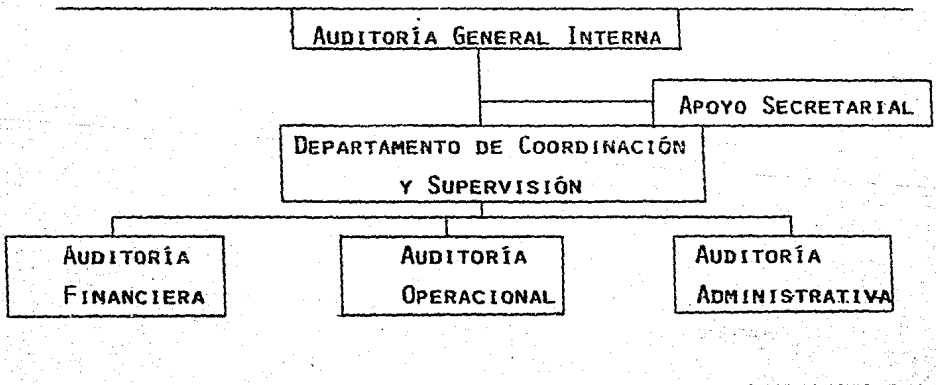 AUDITORÍA GENERAL INTERNA
APOYO SECRETARIAL
DEPARTAMENTO DE COORDINACIÓN
Y SUPERVISIÓN
AUDITORÍA
FINANCIERA
AUDITORÍA
OPERACIONAL
AUDITORÍA
ADMINISTRATIVA